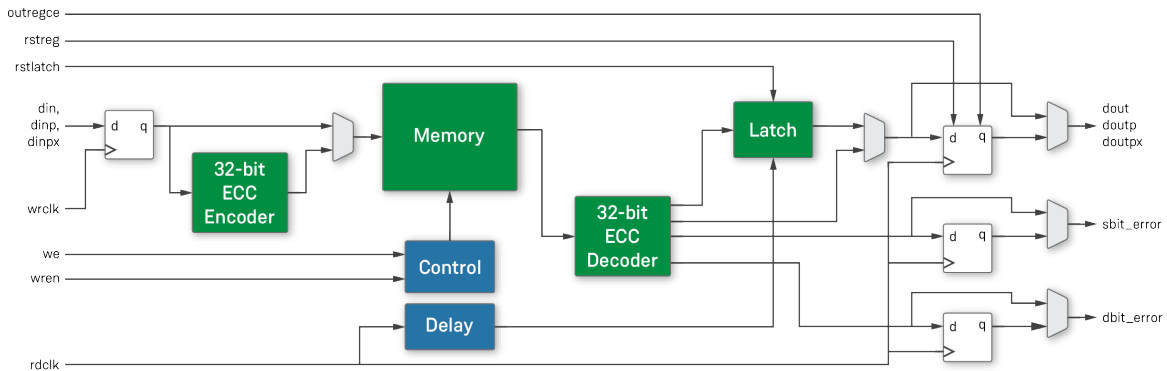 outregce
rstreg
rstlatch
din,
dinp,
dinpx
d q
32-bit
ECC
Encoder
wrclk
we
wren
rdclk
Memory
Control
Delay
32-bit
ECC
Decoder
Latch
d q
dout
doutp
doutpx
d q
sbit_error
d q
dbit_error